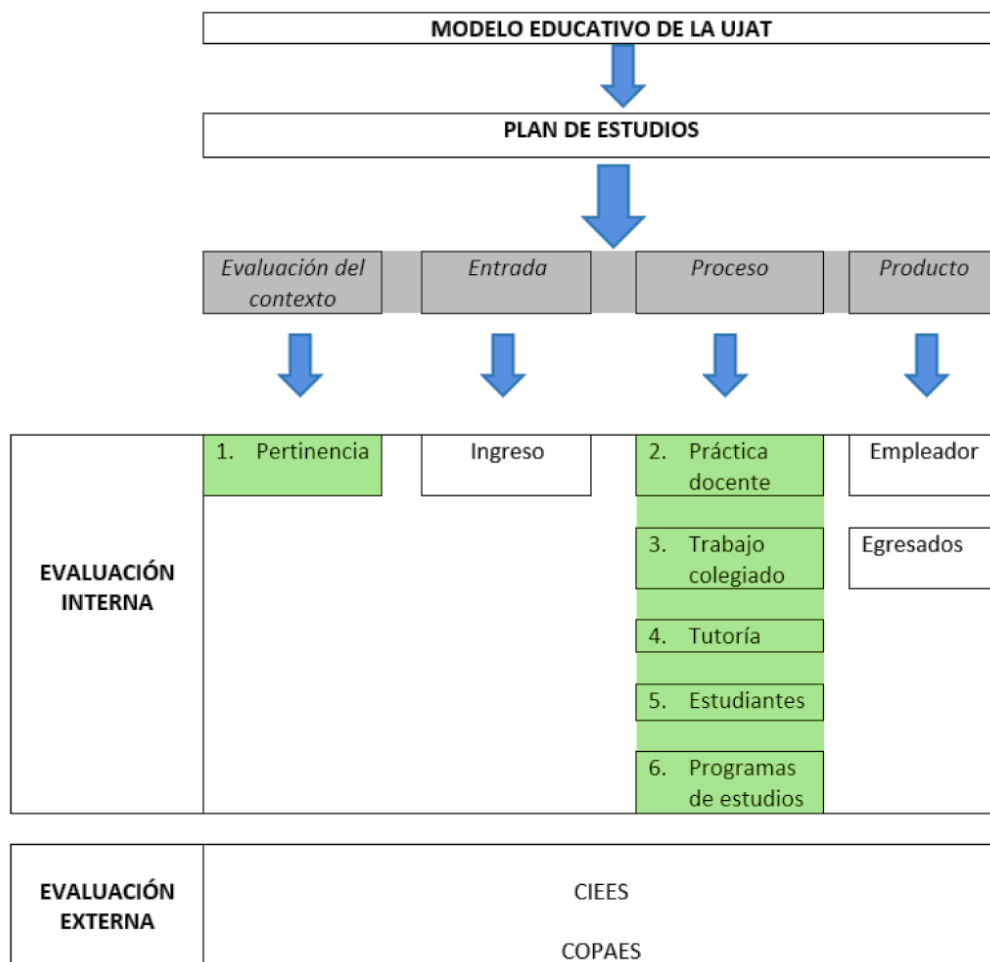 MODELO EDUCATIVO DE LA UJAT
PLAN DE ESTUDIOS
Evaluación del
contexto
Entrada
Proceso
Producto
EVALUACIÓN
INTERNA
1. Pertinencia
Ingreso
2. Práctica
docente
3. Trabajo
colegiado
4. Tutoría
5. Estudiantes
6. Programas
de estudios
Empleador
Egresados
EVALUACIÓN
EXTERNA
CIEES
COPAES